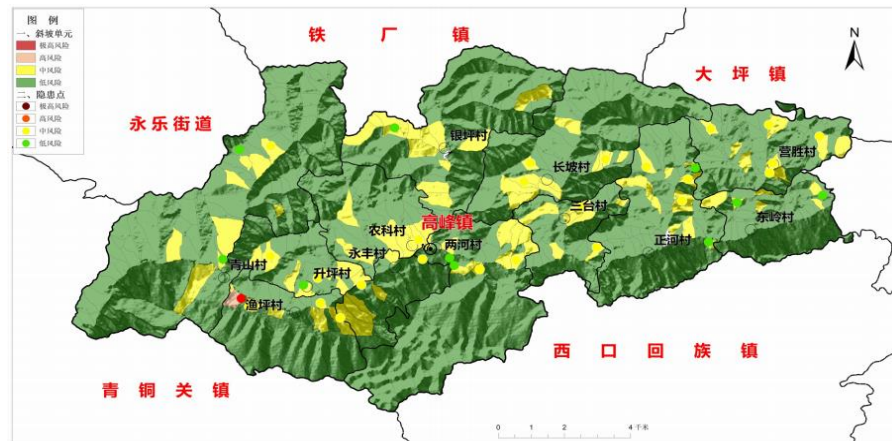 图 例
一、斜坡单元
极高风险
高风险
中风险
低风险
二、隐患点
极高风险
高风险
中风险
低风险
铁 厂 镇
N
大坪镇
永乐街道
银坪村
营胜村
长坡村
三台村
东岭村
农科村
高峰镇
永丰村
两河村
正河村
青山村
升坪村
渔坪村
西 口 回 族 镇
青 铜 关 镇
0 2 4 千米